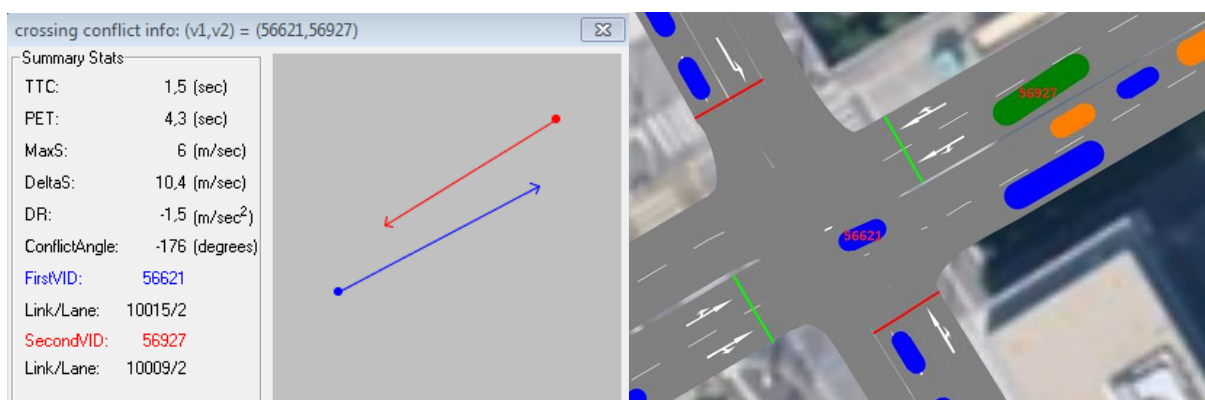 crossing conflict info: (v1,v2) = (56621,56927)
Summary Stats
TTC: 1,5 (sec)
PET: 4,3 (sec)
MaxS: 6 (m/sec)
DeltaS: 10,4 (m/sec)
DR: -1,5 (m/sec²)
ConflictAngle: -176 (degrees)
FirstVID: 56621
Link/Lane: 10015/2
SecondVID: 56927
Link/Lane: 10009/2
56927
56621